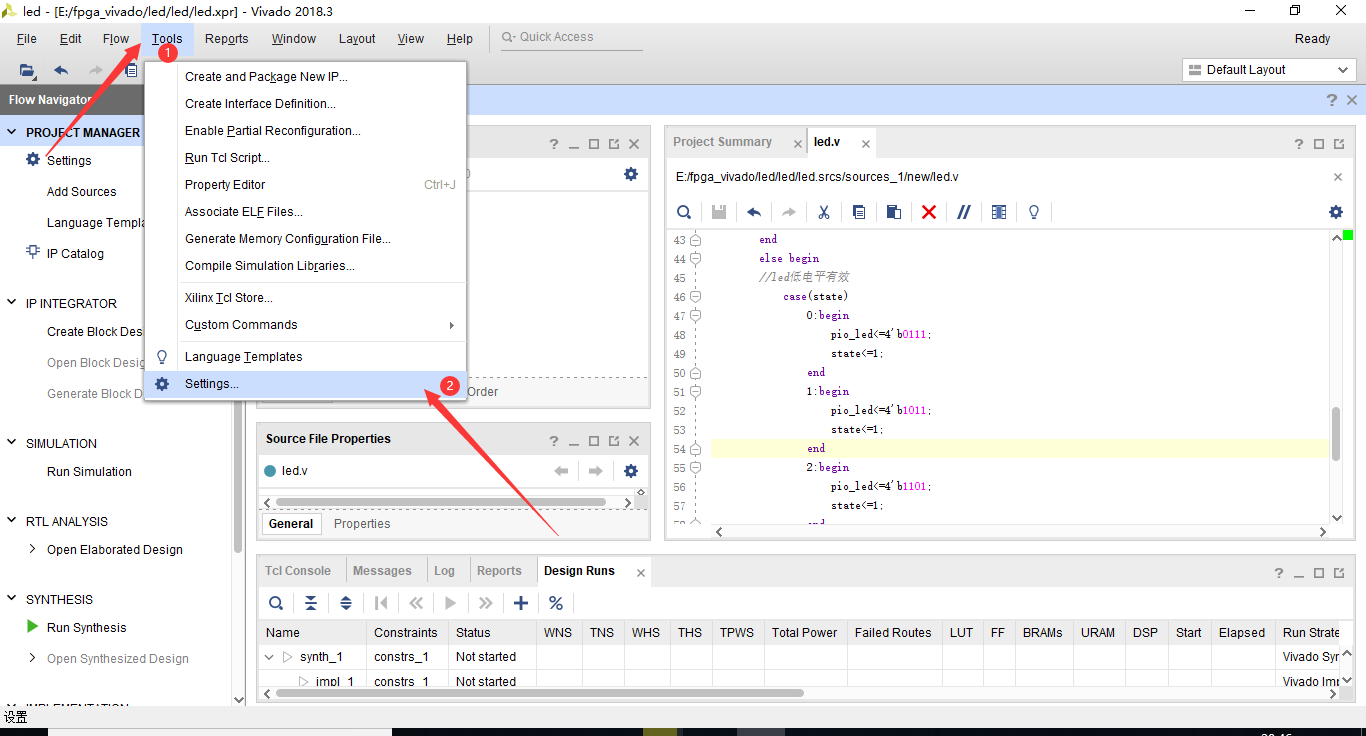 led - [E:/fpga_vivado/led/led/led.xpr] - Vivado 2018.3
File Edit Flow Tools Reports Window Layout View Help Quick Access Ready
1
Default Layout
Flow Navigator
PROJECT MANAGER
Settings
Add Sources
Language Templa
IP Catalog
IP INTEGRATOR
Create Block Des
Open Block Desig
Generate Block D
SIMULATION
Run Simulation
RTL ANALYSIS
Open Elaborated Design
SYNTHESIS
Run Synthesis
Open Synthesized Design
IMPLEMENTATION
设置
Create and Package New IP...
Create Interface Definition...
Enable Partial Reconfiguration...
Run Tcl Script...
Property Editor Ctrl+J
Associate ELF Files...
Generate Memory Configuration File...
Compile Simulation Libraries...
Xilinx Tcl Store...
Custom Commands
Language Templates
Settings... 2
Order
Source File Properties
led.v
General Properties
Project Summary led.v
E:/fpga_vivado/led/led/led.srcs/sources_1/new/led.v
43 end
44 else begin
45 //led低电平有效
46 case(state)
47 0:begin
48 pio_led<=4'b0111;
49 state<=1;
50 end
51 1:begin
52 pio_led<=4'b1011;
53 state<=1;
54 end
55 2:begin
56 pio_led<=4'b1101;
57 state<=1;
58 end
Tcl Console Messages Log Reports Design Runs
Name Constraints Status WNS TNS WHS THS TPWS Total Power Failed Routes LUT FF BRAMs URAM DSP Start Elapsed Run Strate
synth_1 constrs_1 Not started Vivado Syn
impl_1 constrs_1 Not started Vivado Imp